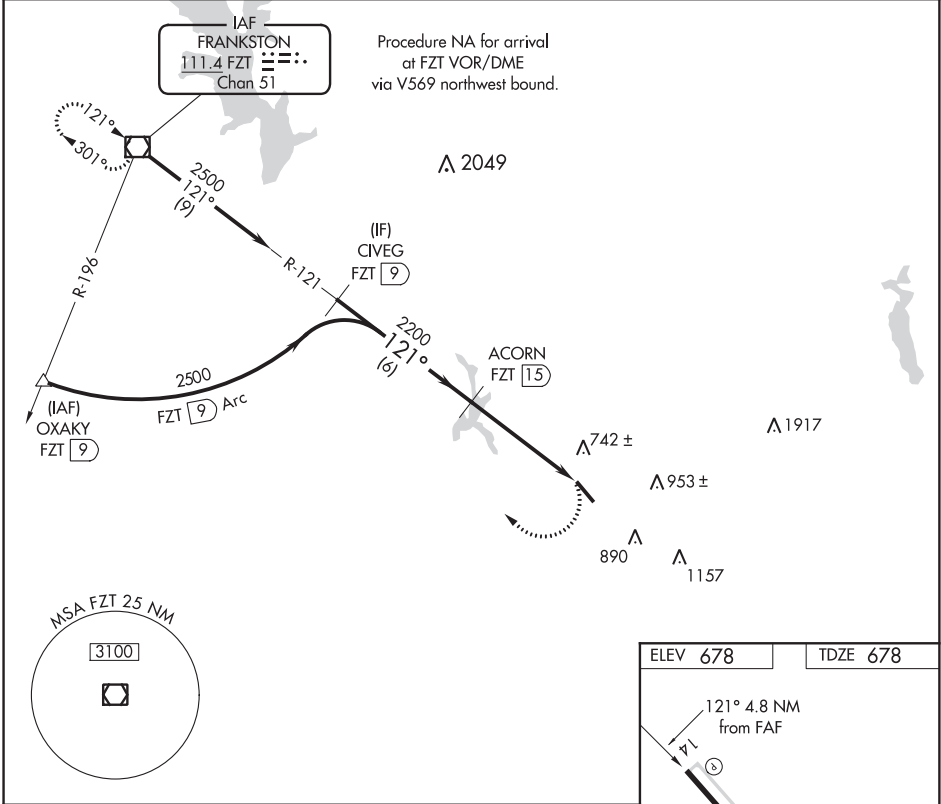 IAF
FRANKSTON
111.4 FZT
Chan 51
Procedure NA for arrival
at FZT VOR/DME
via V569 northwest bound.
121°
301°
2049
2500
121°
(9)
(IF)
CIVEG
FZT 9
R-121
R-196
2200
121°
(6)
ACORN
FZT 15
2500
FZT 9 Arc
(IAF)
OXAKY
FZT 9
742 ±
1917
953 ±
890
1157
MSA FZT 25 NM
3100
ELEV 678
TDZE 678
121° 4.8 NM
from FAF
14
P